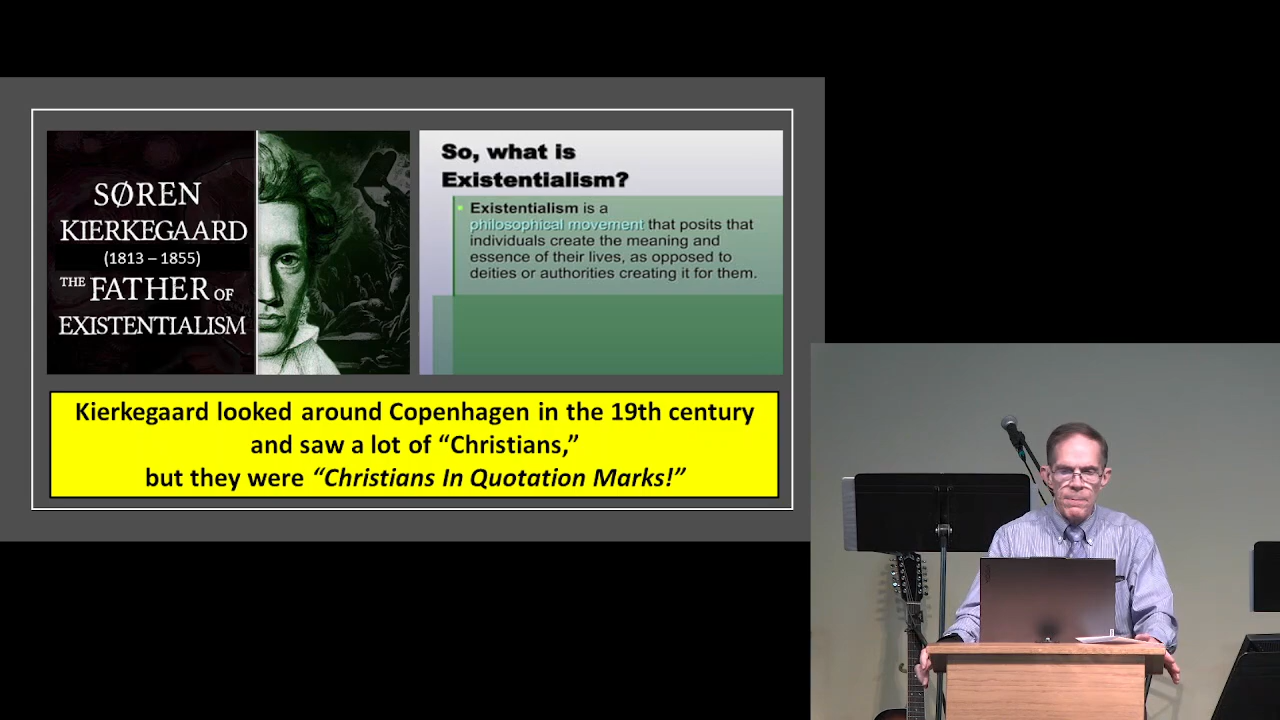 SØREN
KIERKEGAARD
(1813 – 1855)
THE FATHER OF
EXISTENTIALISM
So, what is
Existentialism?
Existentialism is a
philosophical movement that posits that
individuals create the meaning and
essence of their lives, as opposed to
deities or authorities creating it for them.
Kierkegaard looked around Copenhagen in the 19th century
and saw a lot of “Christians,”
but they were “Christians In Quotation Marks!”